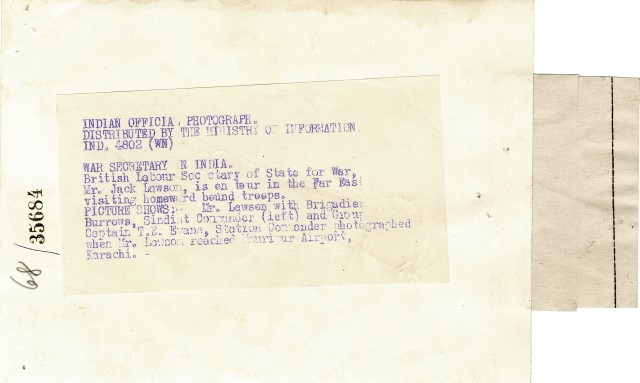 INDIAN OFFICIA, PHOTOGRAPH.
DISTRIBUTED BY THE MINISTRY OF INFORMATION.
IND. 4802 (WN)
WAR SECRETARY IN INDIA.
British Labour Secretary of State for War,
Mr. Jack Lawson, is on tour in the Far East
visiting homeward bound troops.
PICTURE SHOWS:- Mr. Lawson with Brigadier
Burrows, Sindist Commander (left) and Group
Captain T.E. Evans, Station Commander photographed
when Mr. Lawson reached Airport,
Karachi.
68/35684